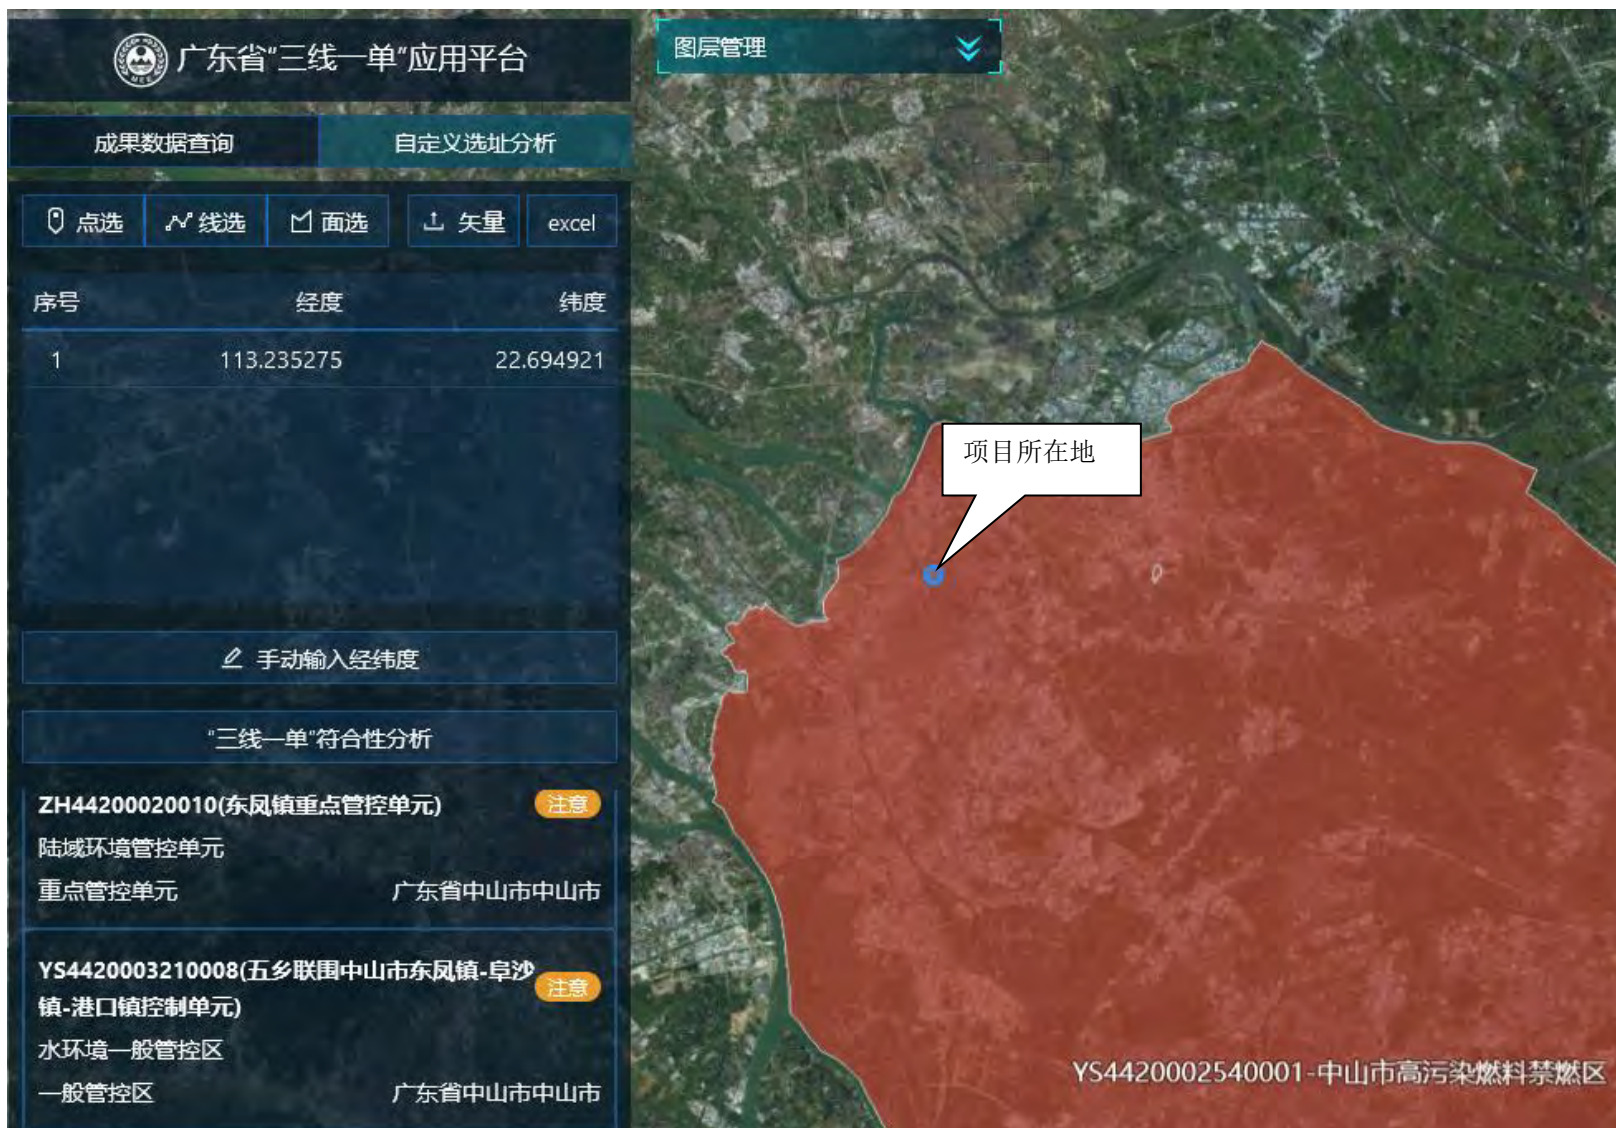 广东省"三线一单"应用平台
图层管理
成果数据查询
自定义选址分析
点选
线选
面选
矢量
excel
序号 经度 纬度
1 113.235275 22.694921
项目所在地
手动输入经纬度
"三线一单"符合性分析
ZH44200020010(东凤镇重点管控单元)
注意
陆域环境管控单元
重点管控单元 广东省中山市中山市
YS4420003210008(五乡联围中山市东凤镇-阜沙
镇-港口镇控制单元)
注意
水环境一般管控区
一般管控区 广东省中山市中山市
YS4420002540001-中山市高污染燃料禁燃区